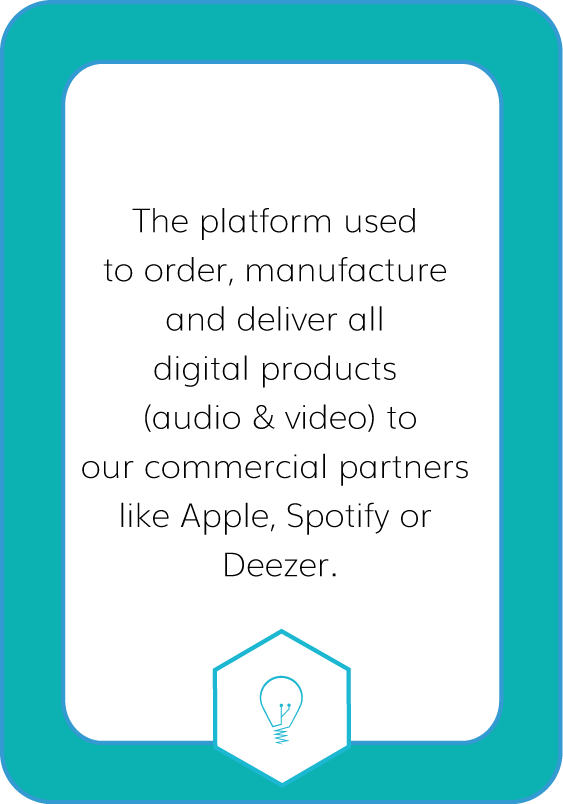 The platform used
to order, manufacture
and deliver all
digital products
(audio & video) to
our commercial partners
like Apple, Spotify or
Deezer.